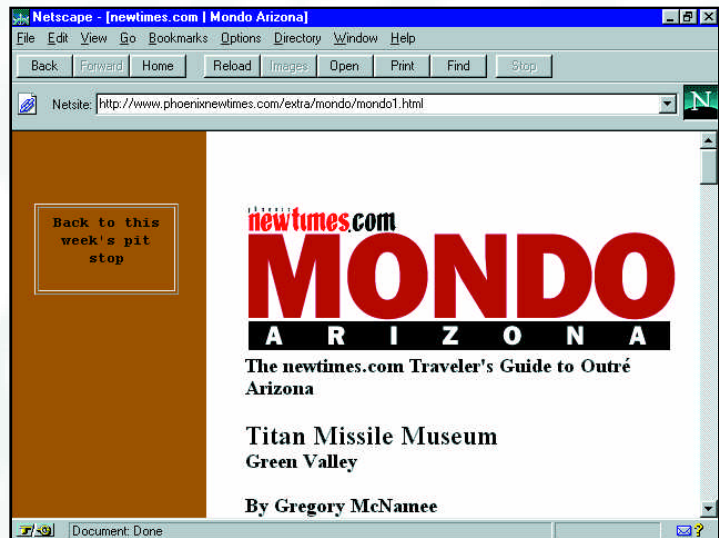 Netscape - [newtimes.com | Mondo Arizona]
File Edit View Go Bookmarks Options Directory Window Help
Back Forward Home Reload Images Open Print Find Stop
Netsite: http://www.phoenixnewtimes.com/extra/mondo/mondo1.html
N
Back to this
week's pit
stop
phoenix
newtimes.com
MONDO
ARIZONA
The newtimes.com Traveler's Guide to Outré
Arizona
Titan Missile Museum
Green Valley
By Gregory McNamee
Document: Done